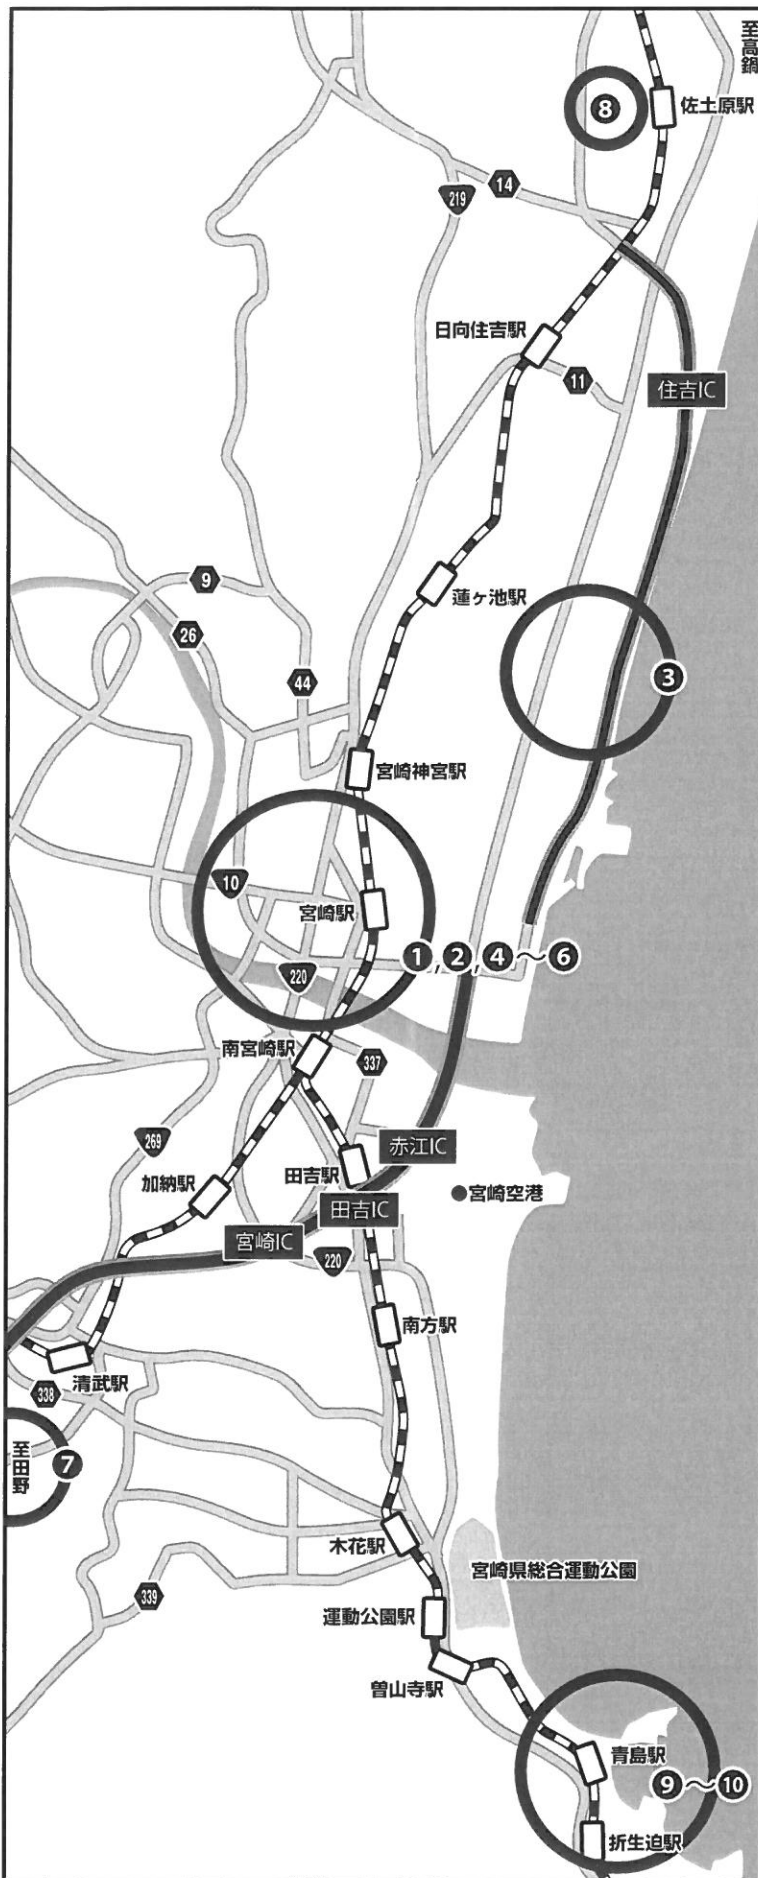 至高鍋
8
佐土原駅
14
219
日向住吉駅
11
住吉IC
蓮ヶ池駅
9
26
44
3
宮崎神宮駅
10
宮崎駅
1,2,4～6
220
南宮崎駅
337
269
赤江IC
加納駅
田吉駅
宮崎空港
田吉IC
宮崎IC
220
南方駅
清武駅
338
至田野
7
木花駅
宮崎県総合運動公園
339
運動公園駅
曽山寺駅
青島駅
9～10
折生迫駅